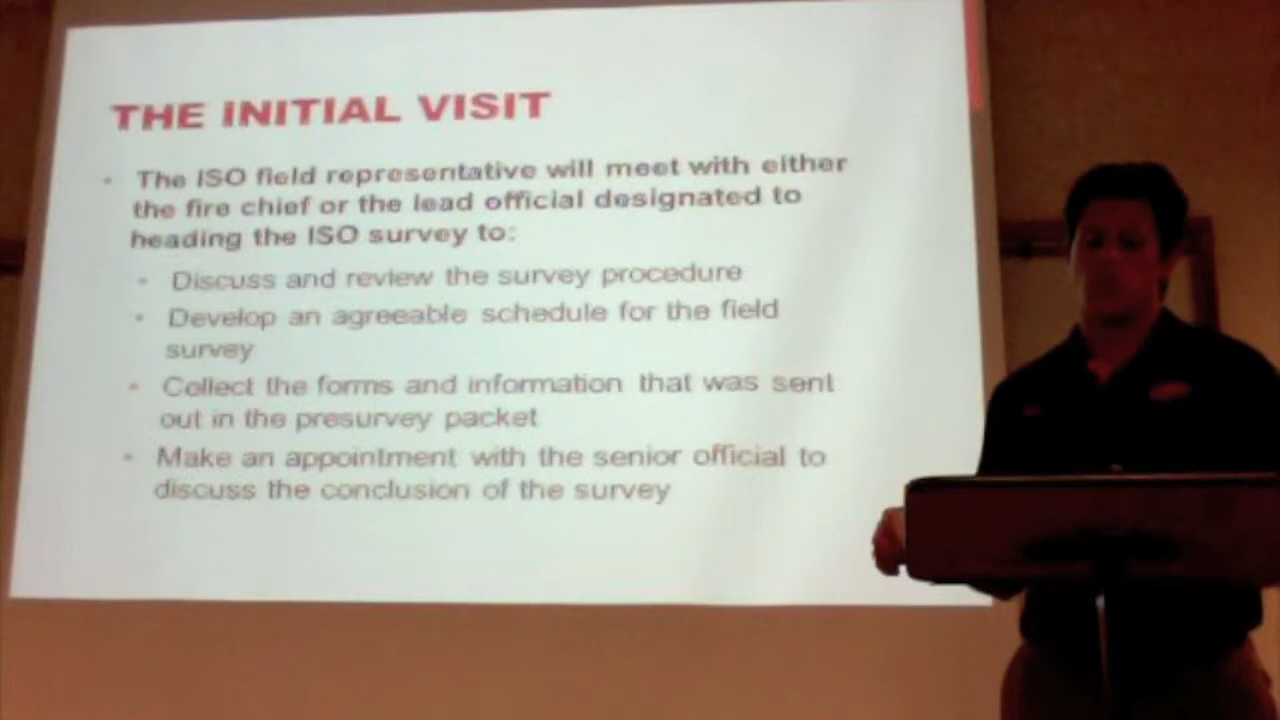 THE INITIAL VISIT
• The ISO field representative will meet with either
the fire chief or the lead official designated to
heading the ISO survey to:
• Discuss and review the survey procedure
• Develop an agreeable schedule for the field
survey
• Collect the forms and information that was sent
out in the presurvey packet
• Make an appointment with the senior official to
discuss the conclusion of the survey